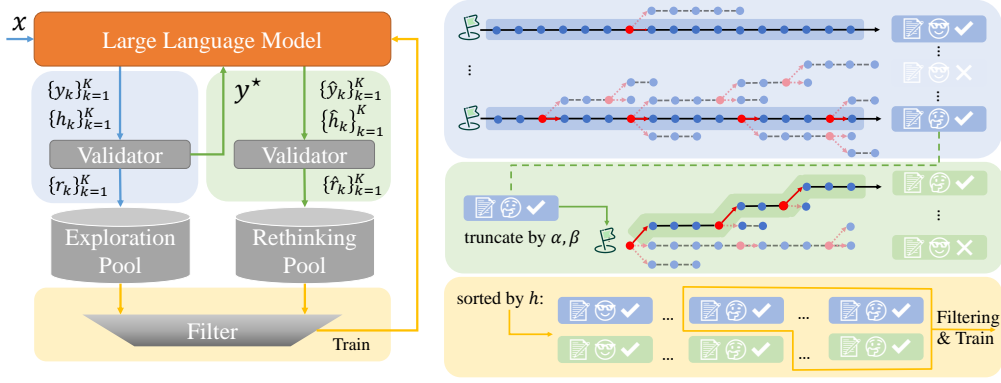 x
Large Language Model
{y_k}_{k=1}^K
{h_k}_{k=1}^K
y^⋆
{ŷ_k}_{k=1}^K
{ĥ_k}_{k=1}^K
Validator
Validator
{r_k}_{k=1}^K
{r̂_k}_{k=1}^K
Exploration
Pool
Rethinking
Pool
Filter
Train
...
...
truncate by α, β
...
sorted by h:
... ...
... ...
Filtering
& Train